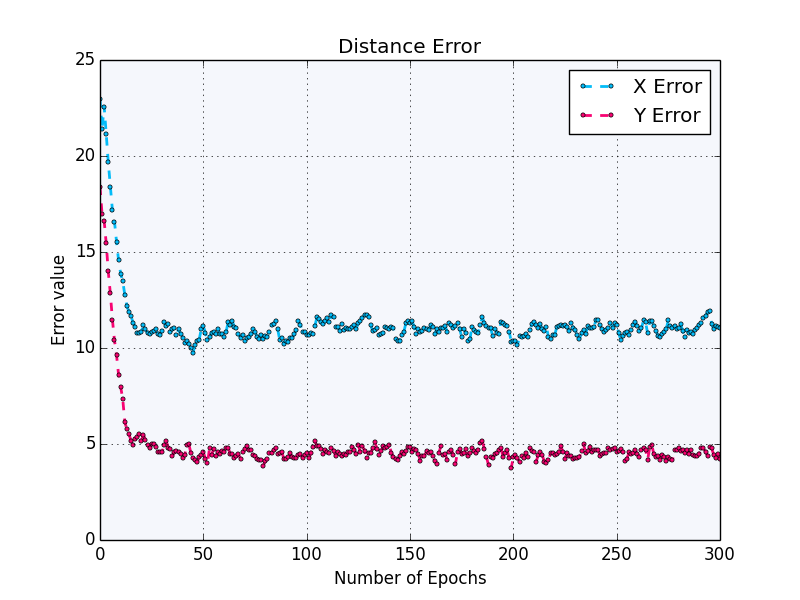 Distance Error
25
20
15
10
5
0
Error value
X Error
Y Error
0 50 100 150 200 250 300
Number of Epochs